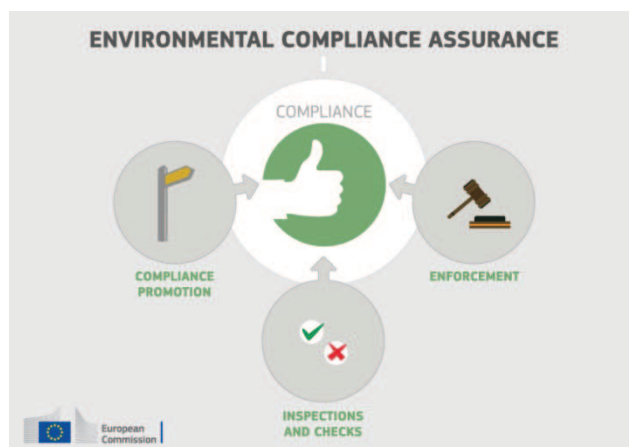 ENVIRONMENTAL COMPLIANCE ASSURANCE
COMPLIANCE
COMPLIANCE
PROMOTION
ENFORCEMENT
INSPECTIONS
AND CHECKS
European
Commission